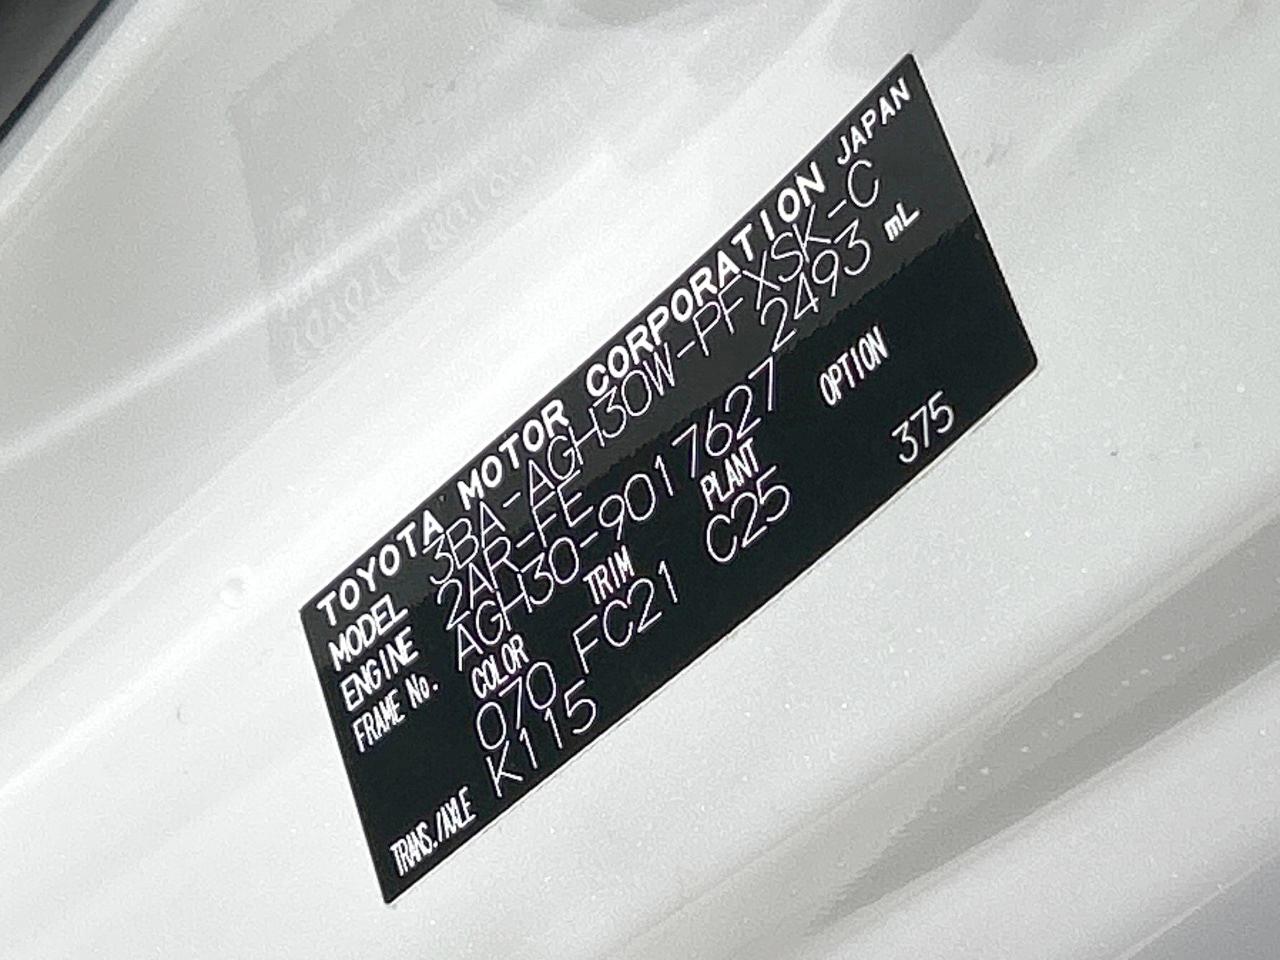 TOYOTA MOTOR CORPORATION JAPAN
MODEL 3BA-AGH30W-PFXSK-C
ENGINE 2AR-FE 2493 mL
FRAME No. AGH30-9017627
COLOR TRIM PLANT OPTION
070 FC21 C25 375
TRANS./AXLE K115